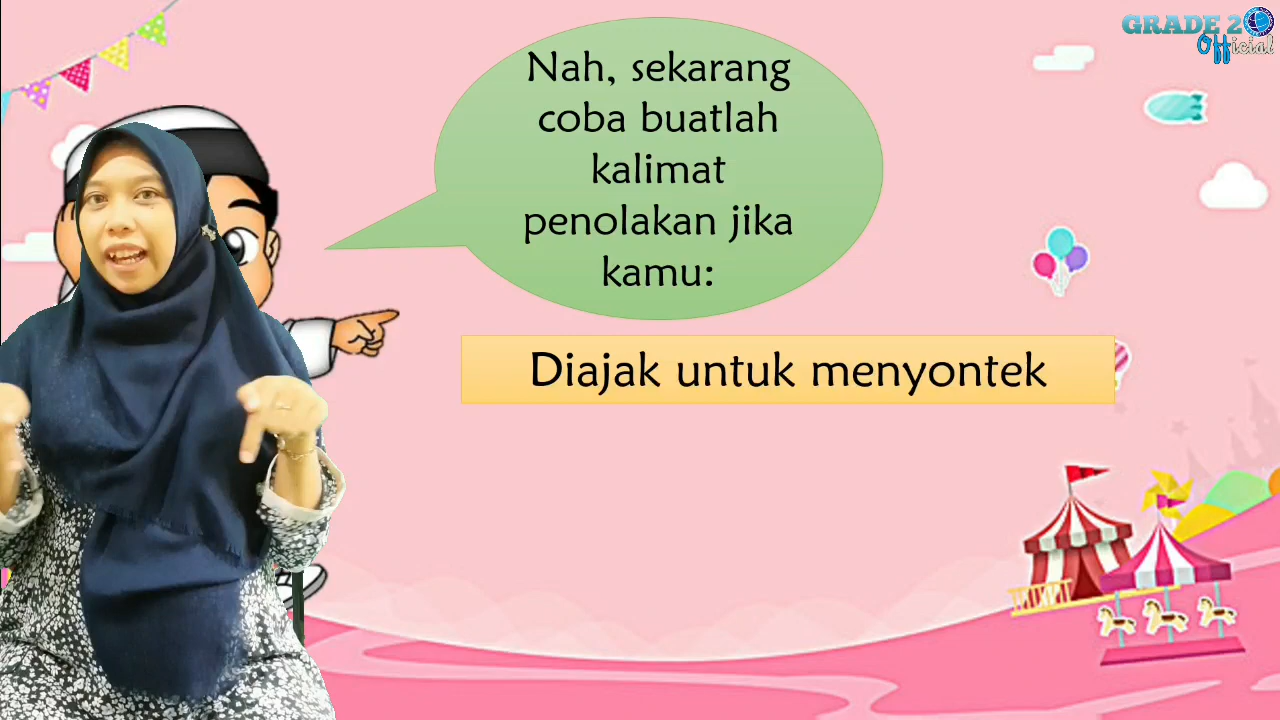 GRADE 2
Official
Nah, sekarang
coba buatlah
kalimat
penolakan jika
kamu:
Diajak untuk menyontek